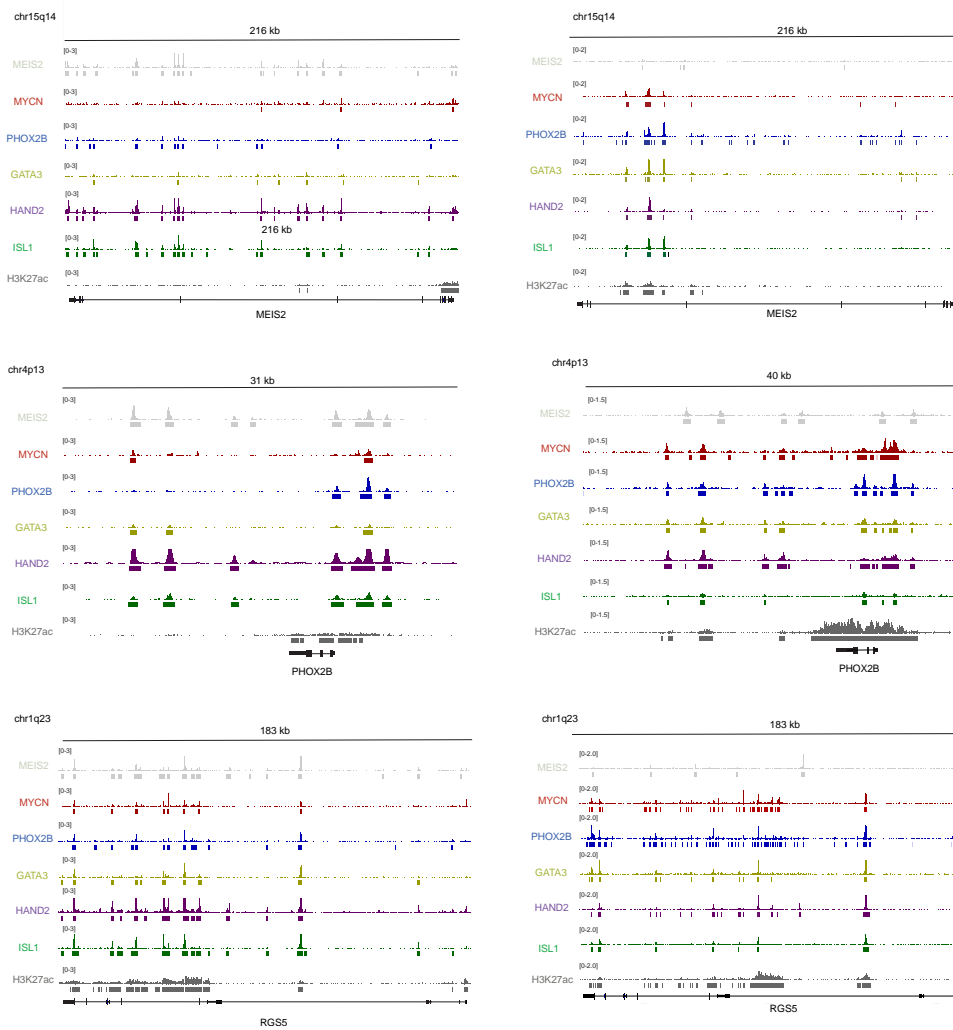 chr15q14
216 kb
[0-3]
MEIS2
[0-3]
MYCN
[0-3]
PHOX2B
[0-3]
GATA3
[0-3]
HAND2
216 kb
[0-3]
ISL1
[0-3]
H3K27ac
MEIS2
chr15q14
216 kb
[0-2]
MEIS2
[0-2]
MYCN
[0-2]
PHOX2B
[0-2]
GATA3
[0-2]
HAND2
[0-2]
ISL1
[0-2]
H3K27ac
MEIS2
chr4p13
31 kb
[0-3]
MEIS2
[0-3]
MYCN
[0-3]
PHOX2B
[0-3]
GATA3
[0-3]
HAND2
[0-3]
ISL1
[0-3]
H3K27ac
PHOX2B
chr4p13
40 kb
[0-1.5]
MEIS2
[0-1.5]
MYCN
[0-1.5]
PHOX2B
[0-1.5]
GATA3
[0-1.5]
HAND2
[0-1.5]
ISL1
[0-1.5]
H3K27ac
PHOX2B
chr1q23
183 kb
[0-3]
MEIS2
[0-3]
MYCN
[0-3]
PHOX2B
[0-3]
GATA3
[0-3]
HAND2
[0-3]
ISL1
[0-3]
H3K27ac
RGS5
chr1q23
183 kb
[0-2.0]
MEIS2
[0-2.0]
MYCN
[0-2.0]
PHOX2B
[0-2.0]
GATA3
[0-2.0]
HAND2
[0-2.0]
ISL1
[0-2.0]
H3K27ac
RGS5